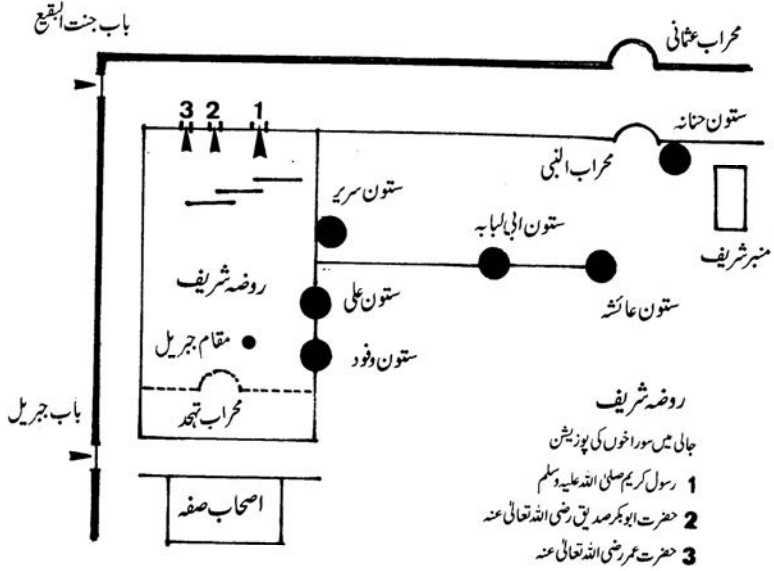 باب جنت البقیع
محراب عثمانی
3 2 1
ستون حنانہ
محراب النبی
ستون سریر
ستون ابی لبابہ
منبر شریف
روضہ شریف
ستون علی
ستون عائشہ
مقام جبریل
ستون وفود
باب جبریل
محراب تہجد
اصحاب صفہ
روضہ شریف
جالی میں سوراخوں کی پوزیشن
1 رسول کریم صلی اللہ علیہ وسلم
2 حضرت ابوبکر صدیق رضی اللہ تعالیٰ عنہ
3 حضرت عمر رضی اللہ تعالیٰ عنہ